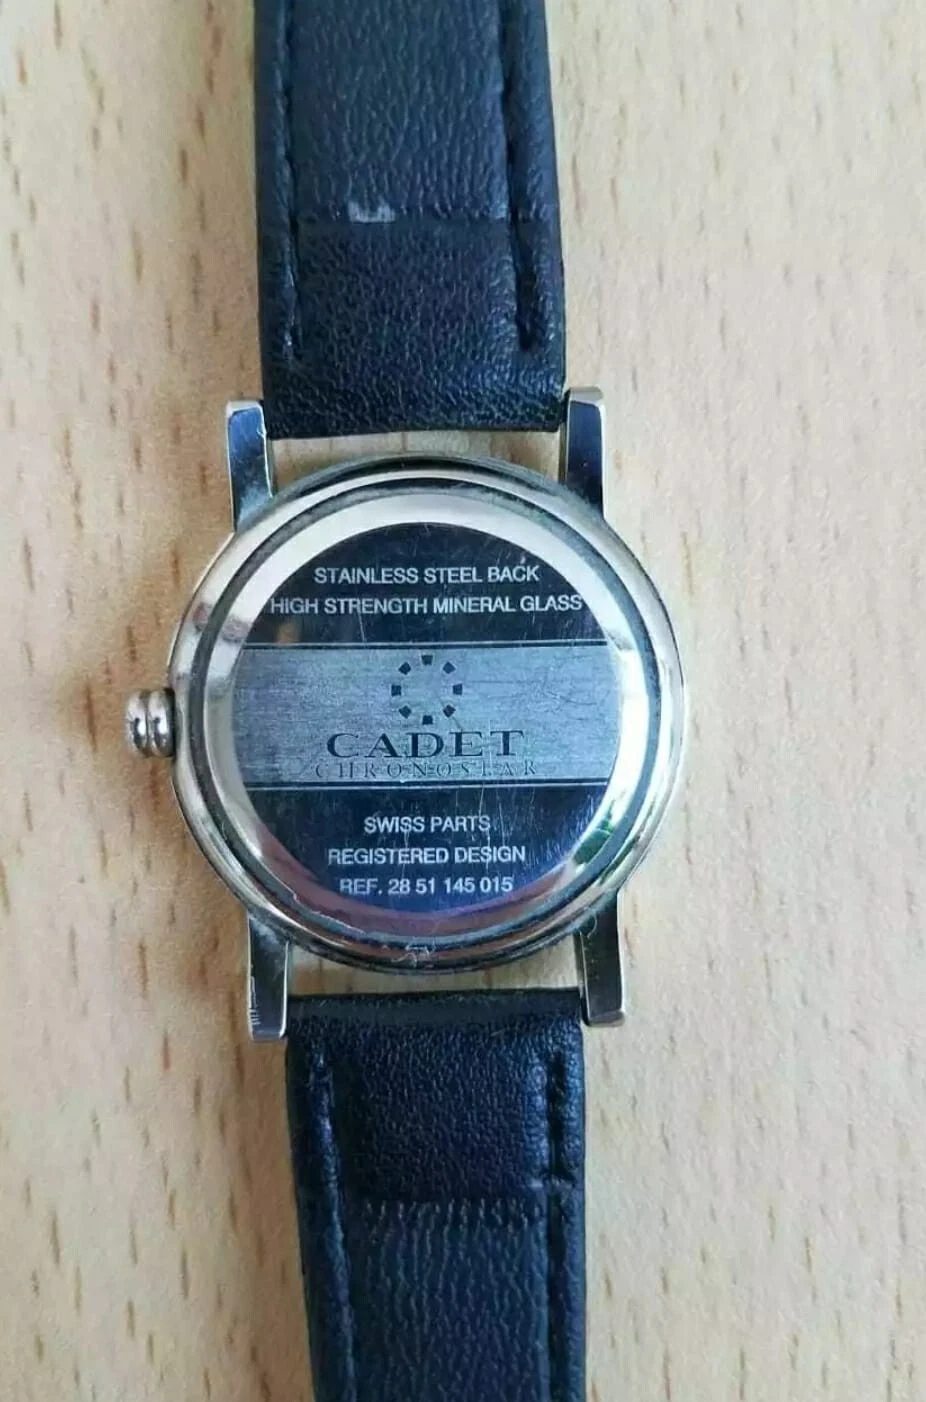 STAINLESS STEEL BACK
HIGH STRENGTH MINERAL GLASS
CADET
CHRONOSTAR
SWISS PARTS
REGISTERED DESIGN
REF. 28 51 145 015